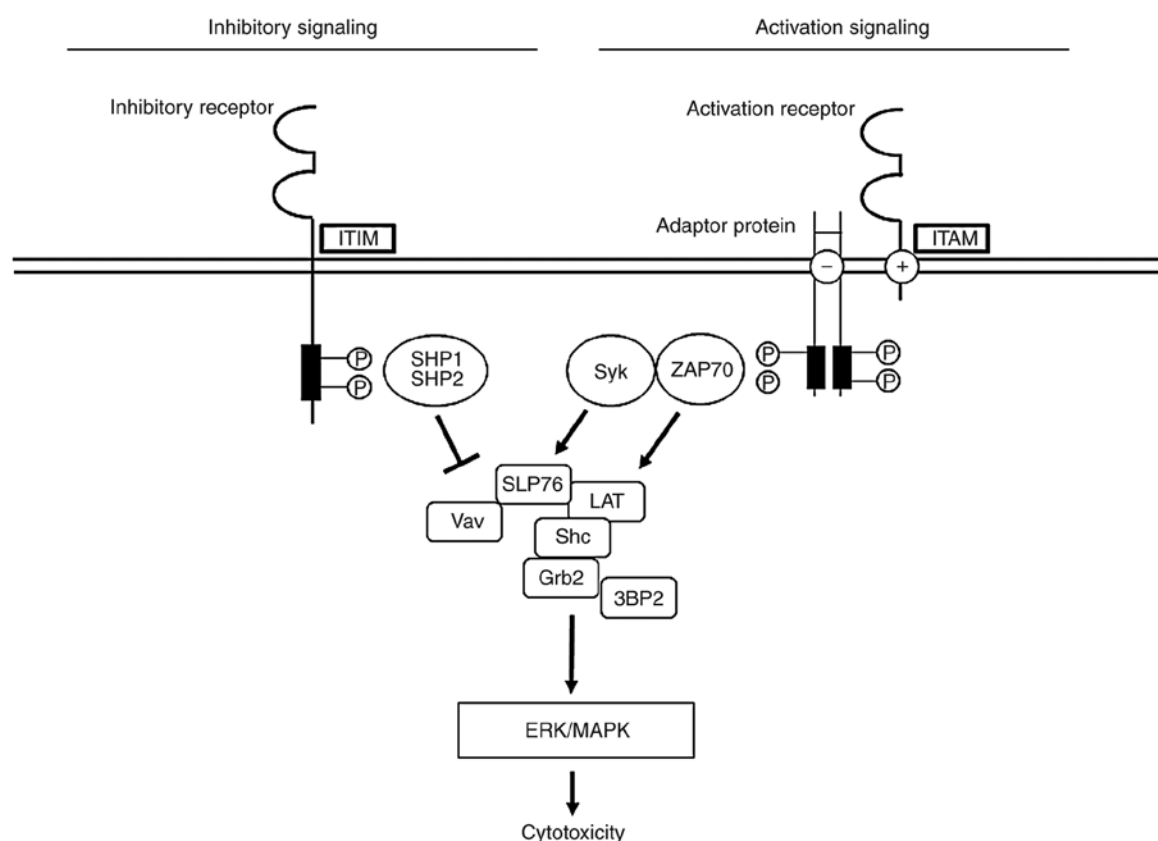 Inhibitory signaling
Activation signaling
Inhibitory receptor
Activation receptor
ITIM
Adaptor protein
ITAM
−
+
P
P
SHP1
SHP2
Syk
ZAP70
P
P
P
P
SLP76
LAT
Vav
Shc
Grb2
3BP2
ERK/MAPK
Cytotoxicity